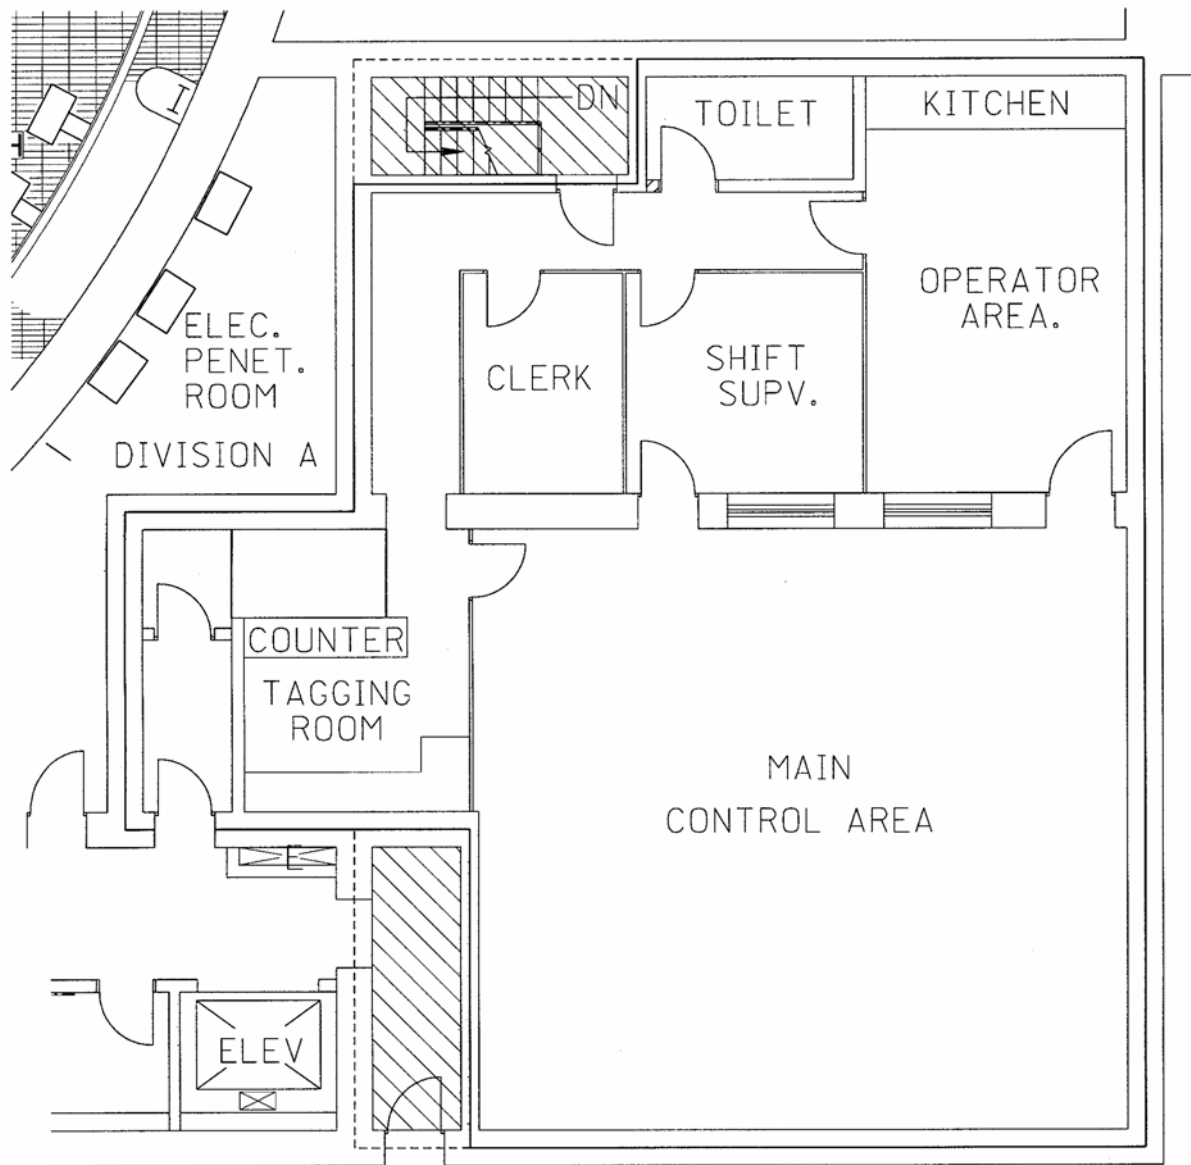 DN
TOILET
KITCHEN
OPERATOR
AREA.
ELEC.
PENET.
ROOM
DIVISION A
CLERK
SHIFT
SUPV.
COUNTER
TAGGING
ROOM
MAIN
CONTROL AREA
ELEV